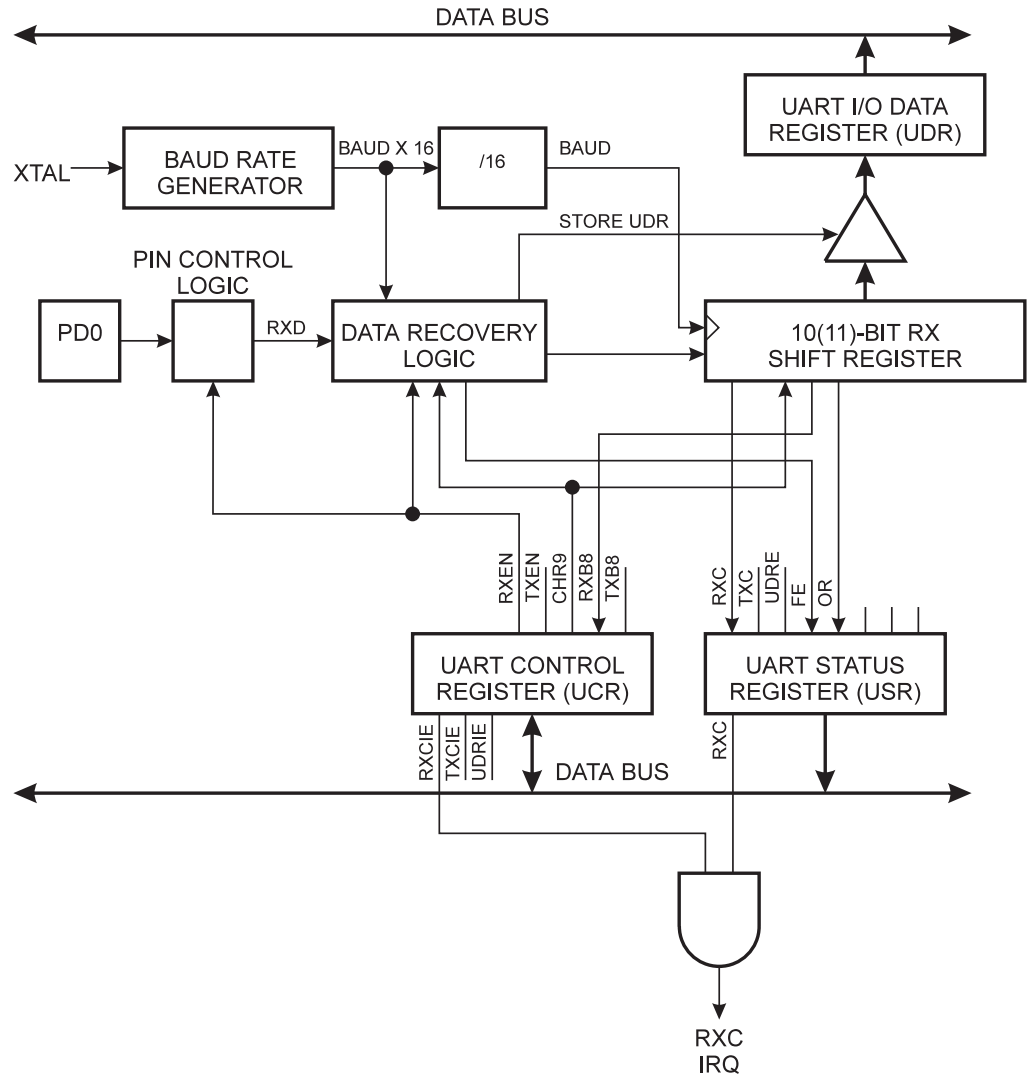 DATA BUS
UART I/O DATA
REGISTER (UDR)
XTAL
BAUD RATE
GENERATOR
BAUD X 16
/16
BAUD
STORE UDR
PIN CONTROL
LOGIC
PD0
RXD
DATA RECOVERY
LOGIC
10(11)-BIT RX
SHIFT REGISTER
RXEN
TXEN
CHR9
RXB8
TXB8
RXC
TXC
UDRE
FE
OR
UART CONTROL
REGISTER (UCR)
UART STATUS
REGISTER (USR)
RXCIE
TXCIE
UDRIE
RXC
DATA BUS
RXC
IRQ